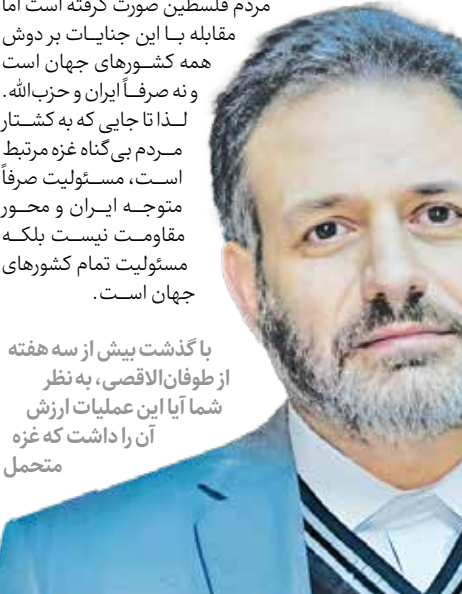 مردم فلسطین صورت گرفته است اما
مقابله با این جنایات بر دوش
همه کشورهای جهان است
و نه صرفاً ایران و حزب‌الله.
لذا تا جایی که به کشتار
مردم بی‌گناه غزه مرتبط
است، مسئولیت صرفاً
متوجه ایران و محور
مقاومت نیست بلکه
مسئولیت تمام کشورهای
جهان است.
با گذشت بیش از سه هفته
از طوفان‌الاقصی، به نظر
شما آیا این عملیات ارزش
آن را داشت که غزه
متحمل